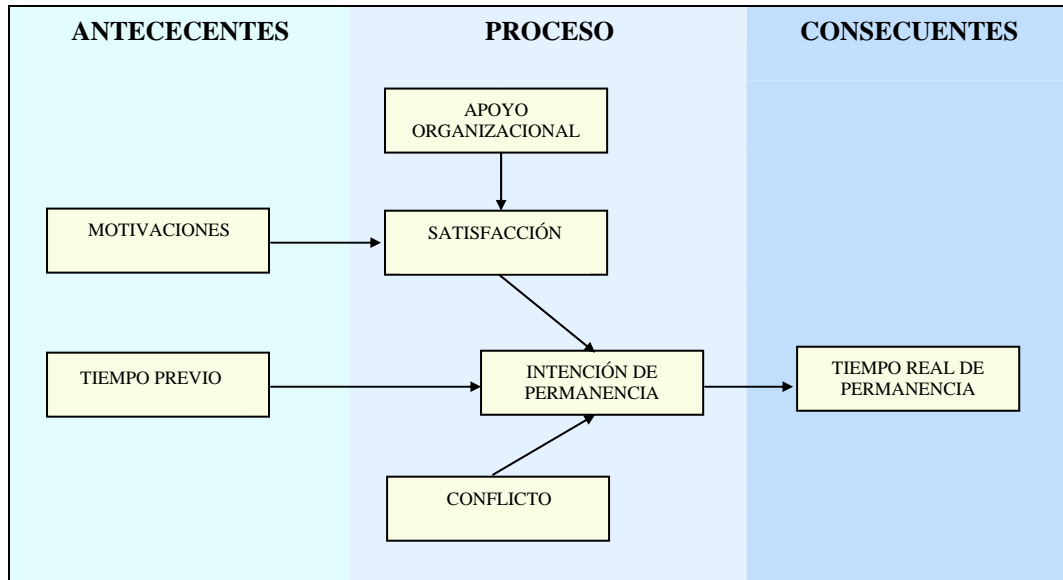 ANTECECENTES
PROCESO
CONSECUENTES
APOYO
ORGANIZACIONAL
MOTIVACIONES
SATISFACCIÓN
TIEMPO PREVIO
INTENCIÓN DE
PERMANENCIA
TIEMPO REAL DE
PERMANENCIA
CONFLICTO